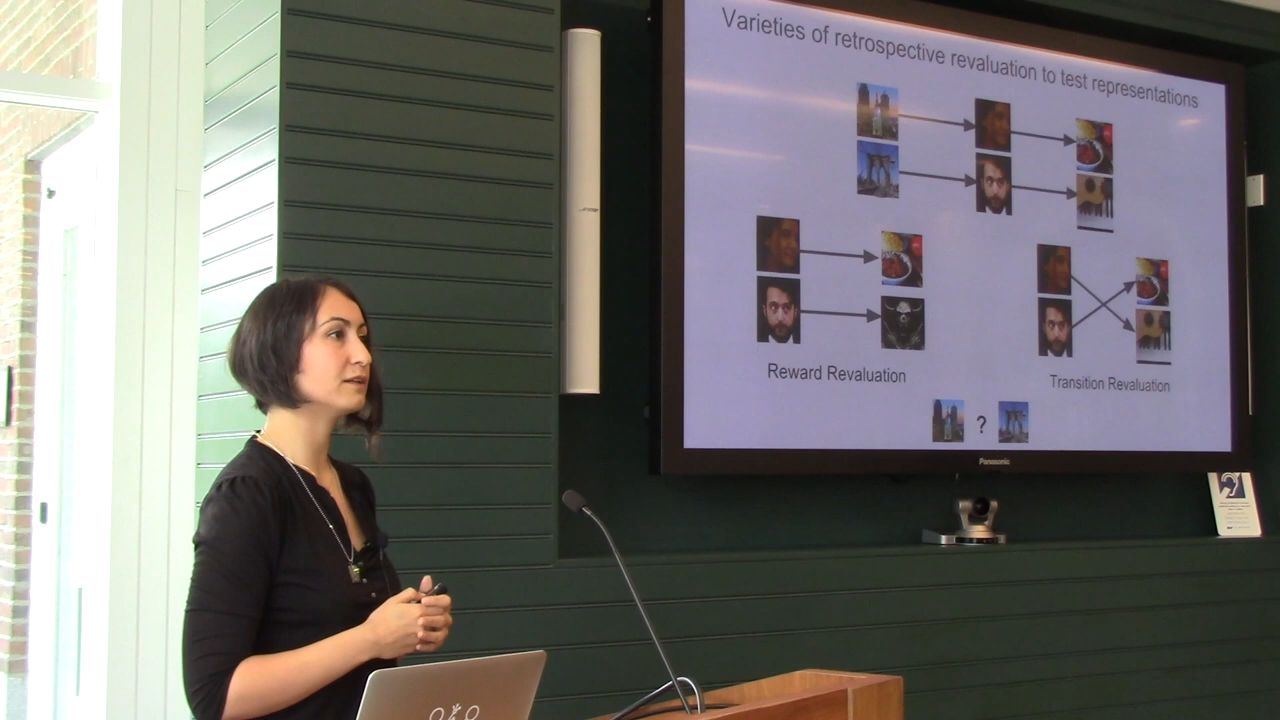 Varieties of retrospective revaluation to test representations
Reward Revaluation
Transition Revaluation
?
Panasonic